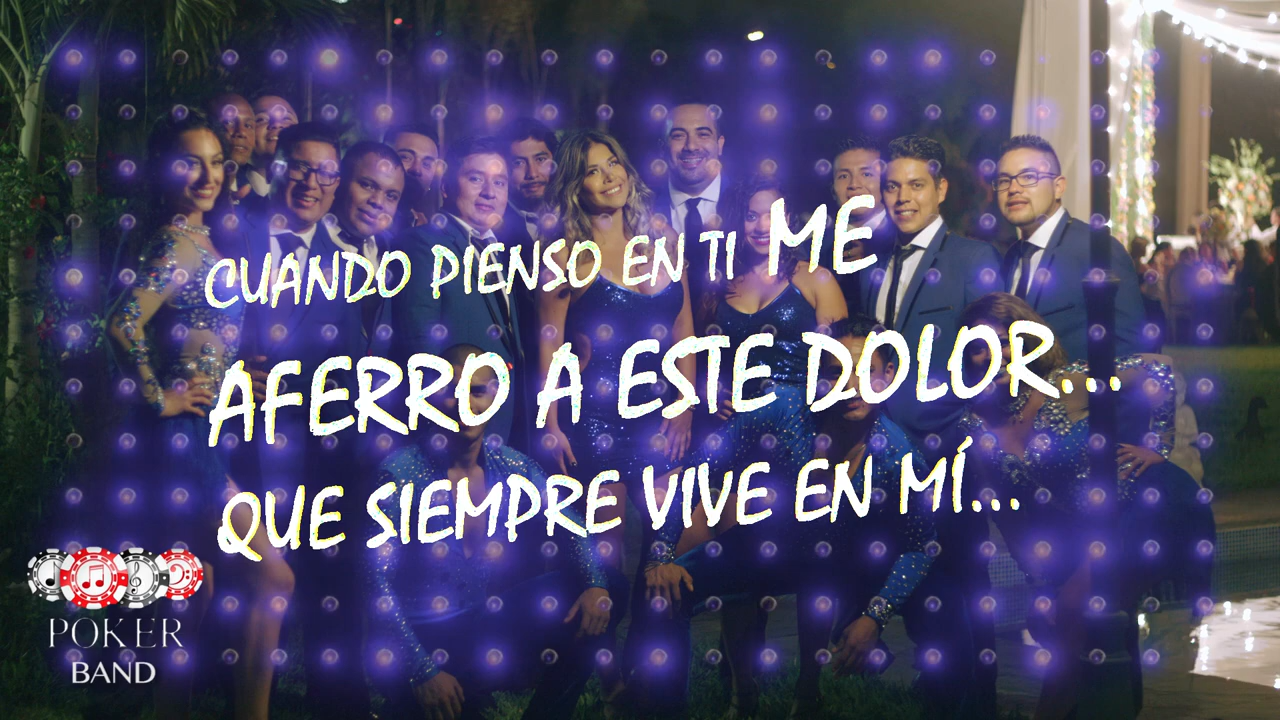 CUANDO PIENSO EN TI ME
AFERRO A ESTE DOLOR...
QUE SIEMPRE VIVE EN MÍ...
POKER
BAND